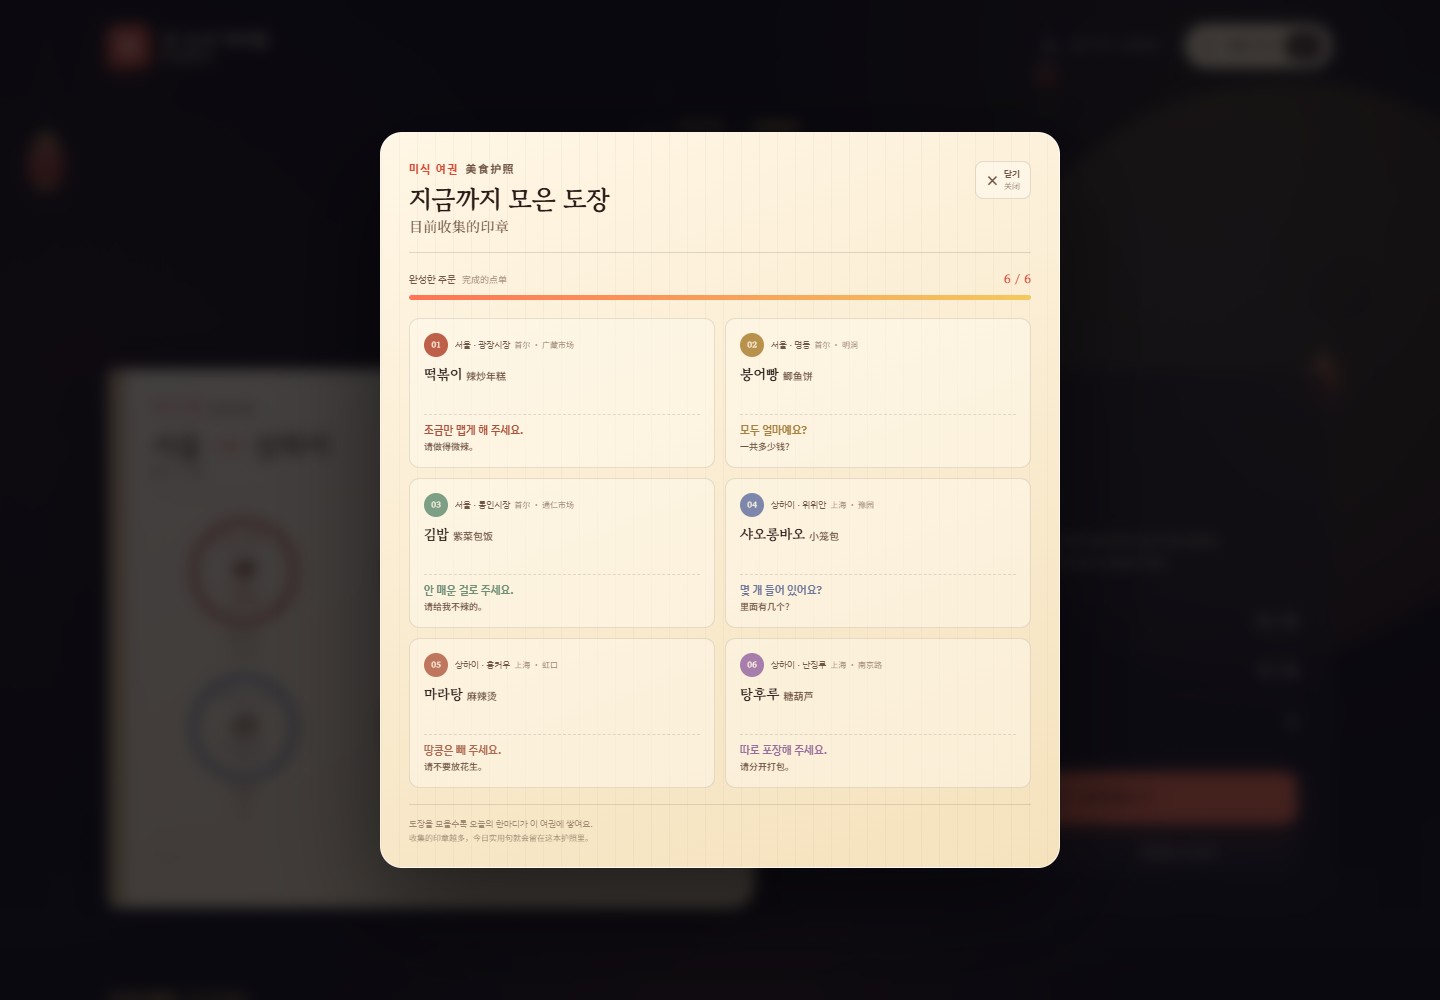 미식 여권 美食护照
지금까지 모은 도장
目前收集的印章
닫기
关闭
완성한 주문 完成的点单
6 / 6
01 서울 · 광장시장 首尔 · 广藏市场
떡볶이 辣炒年糕
조금만 맵게 해 주세요.
请做得微辣。
02 서울 · 명동 首尔 · 明洞
붕어빵 鲫鱼饼
모두 얼마예요?
一共多少钱?
03 서울 · 통인시장 首尔 · 通仁市场
김밥 紫菜包饭
안 매운 걸로 주세요.
请给我不辣的。
04 상하이 · 위위안 上海 · 豫园
샤오롱바오 小笼包
몇 개 들어 있어요?
里面有几个?
05 상하이 · 훙커우 上海 · 虹口
마라탕 麻辣烫
땅콩은 빼 주세요.
请不要放花生。
06 상하이 · 난징루 上海 · 南京路
탕후루 糖葫芦
따로 포장해 주세요.
请分开打包。
도장을 모을수록 오늘의 한마디가 이 여권에 쌓여요.
收集的印章越多，今日实用句就会留在这本护照里。